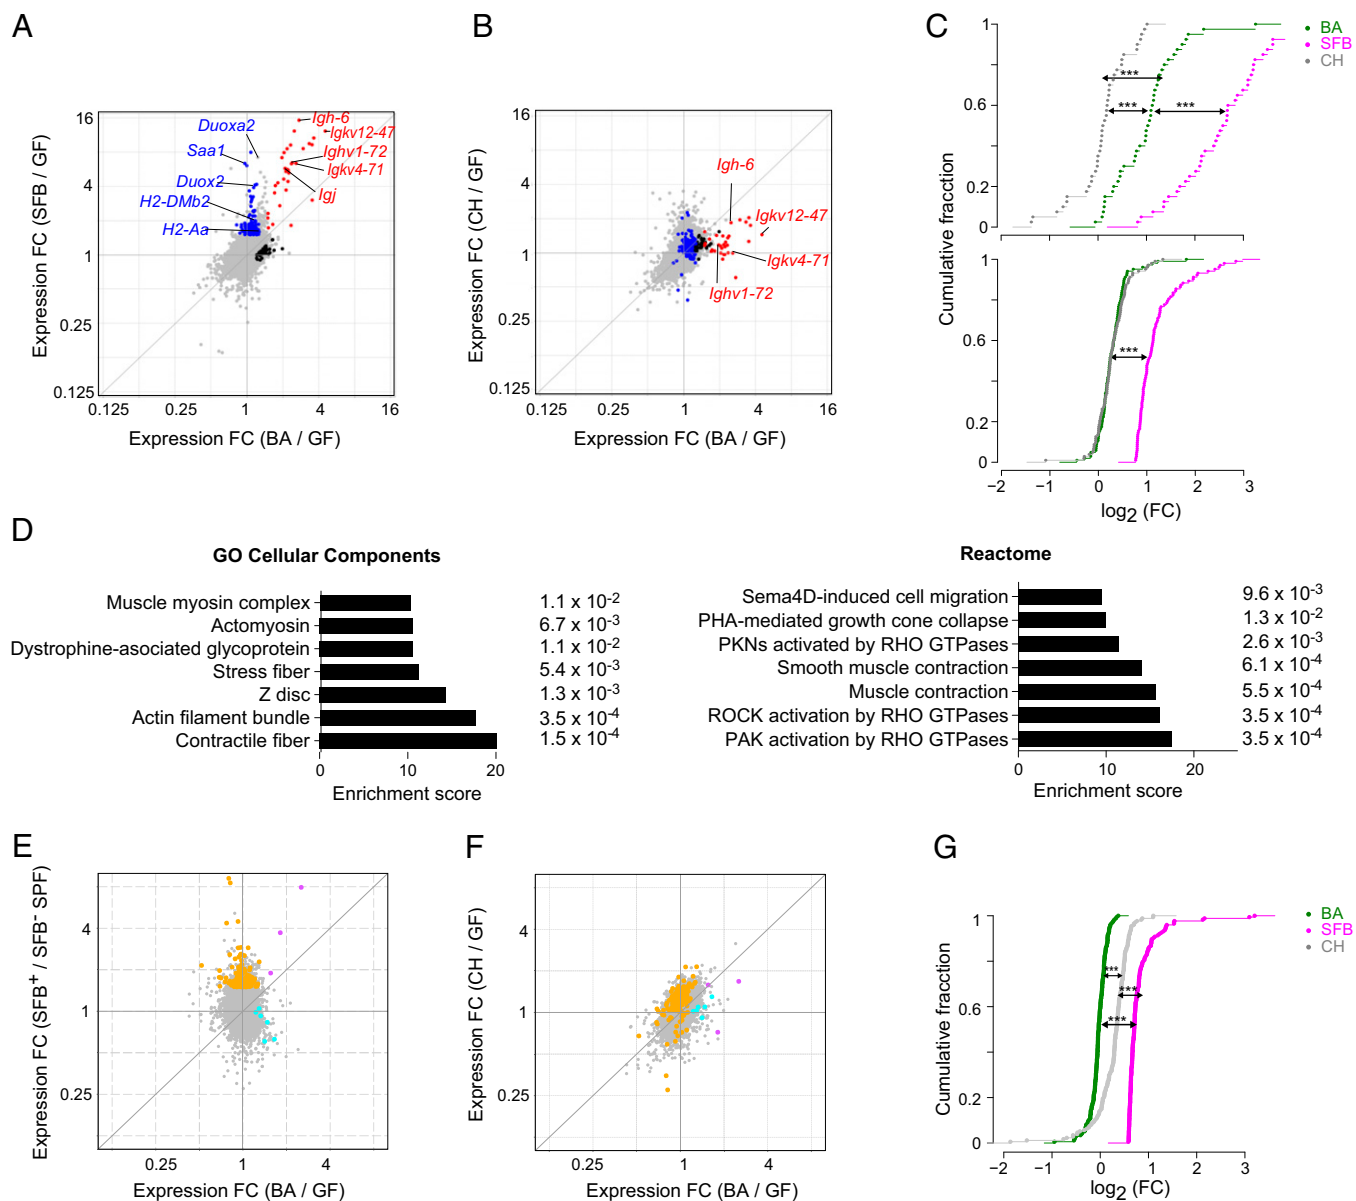 A
Expression FC (SFB / GF)
16
4
1
0.25
0.125
0.125
0.25
1
4
16
Expression FC (BA / GF)
Duoxa2
Saa1
Duox2
H2-DMb2
H2-Aa
Igh-6
Igkv12-47
Ighv1-72
Igkv4-71
Igj
B
Expression FC (CH / GF)
16
4
1
0.25
0.125
0.125
0.25
1
4
16
Expression FC (BA / GF)
Igh-6
Igkv12-47
Igkv4-71
Ighv1-72
C
Cumulative fraction
1
0.6
0.2
0
***
***
***
BA
SFB
CH
1
0.6
0.2
0
***
−2
−1
0
1
2
3
log2 (FC)
D
GO Cellular Components
Muscle myosin complex 1.1 x 10-2
Actomyosin 6.7 x 10-3
Dystrophine-asociated glycoprotein 1.1 x 10-2
Stress fiber 5.4 x 10-3
Z disc 1.3 x 10-3
Actin filament bundle 3.5 x 10-4
Contractile fiber 1.5 x 10-4
0
10
20
Enrichment score
Reactome
Sema4D-induced cell migration 9.6 x 10-3
PHA-mediated growth cone collapse 1.3 x 10-2
PKNs activated by RHO GTPases 2.6 x 10-3
Smooth muscle contraction 6.1 x 10-4
Muscle contraction 5.5 x 10-4
ROCK activation by RHO GTPases 3.5 x 10-4
PAK activation by RHO GTPases 3.5 x 10-4
0
10
20
Enrichment score
E
Expression FC (SFB+ / SFB- SPF)
4
1
0.25
0.25
1
4
Expression FC (BA / GF)
F
Expression FC (CH / GF)
4
1
0.25
0.25
1
4
Expression FC (BA / GF)
G
Cumulative fraction
1
0.6
0.2
0
***
***
***
−2
−1
0
1
2
3
log2 (FC)
BA
SFB
CH